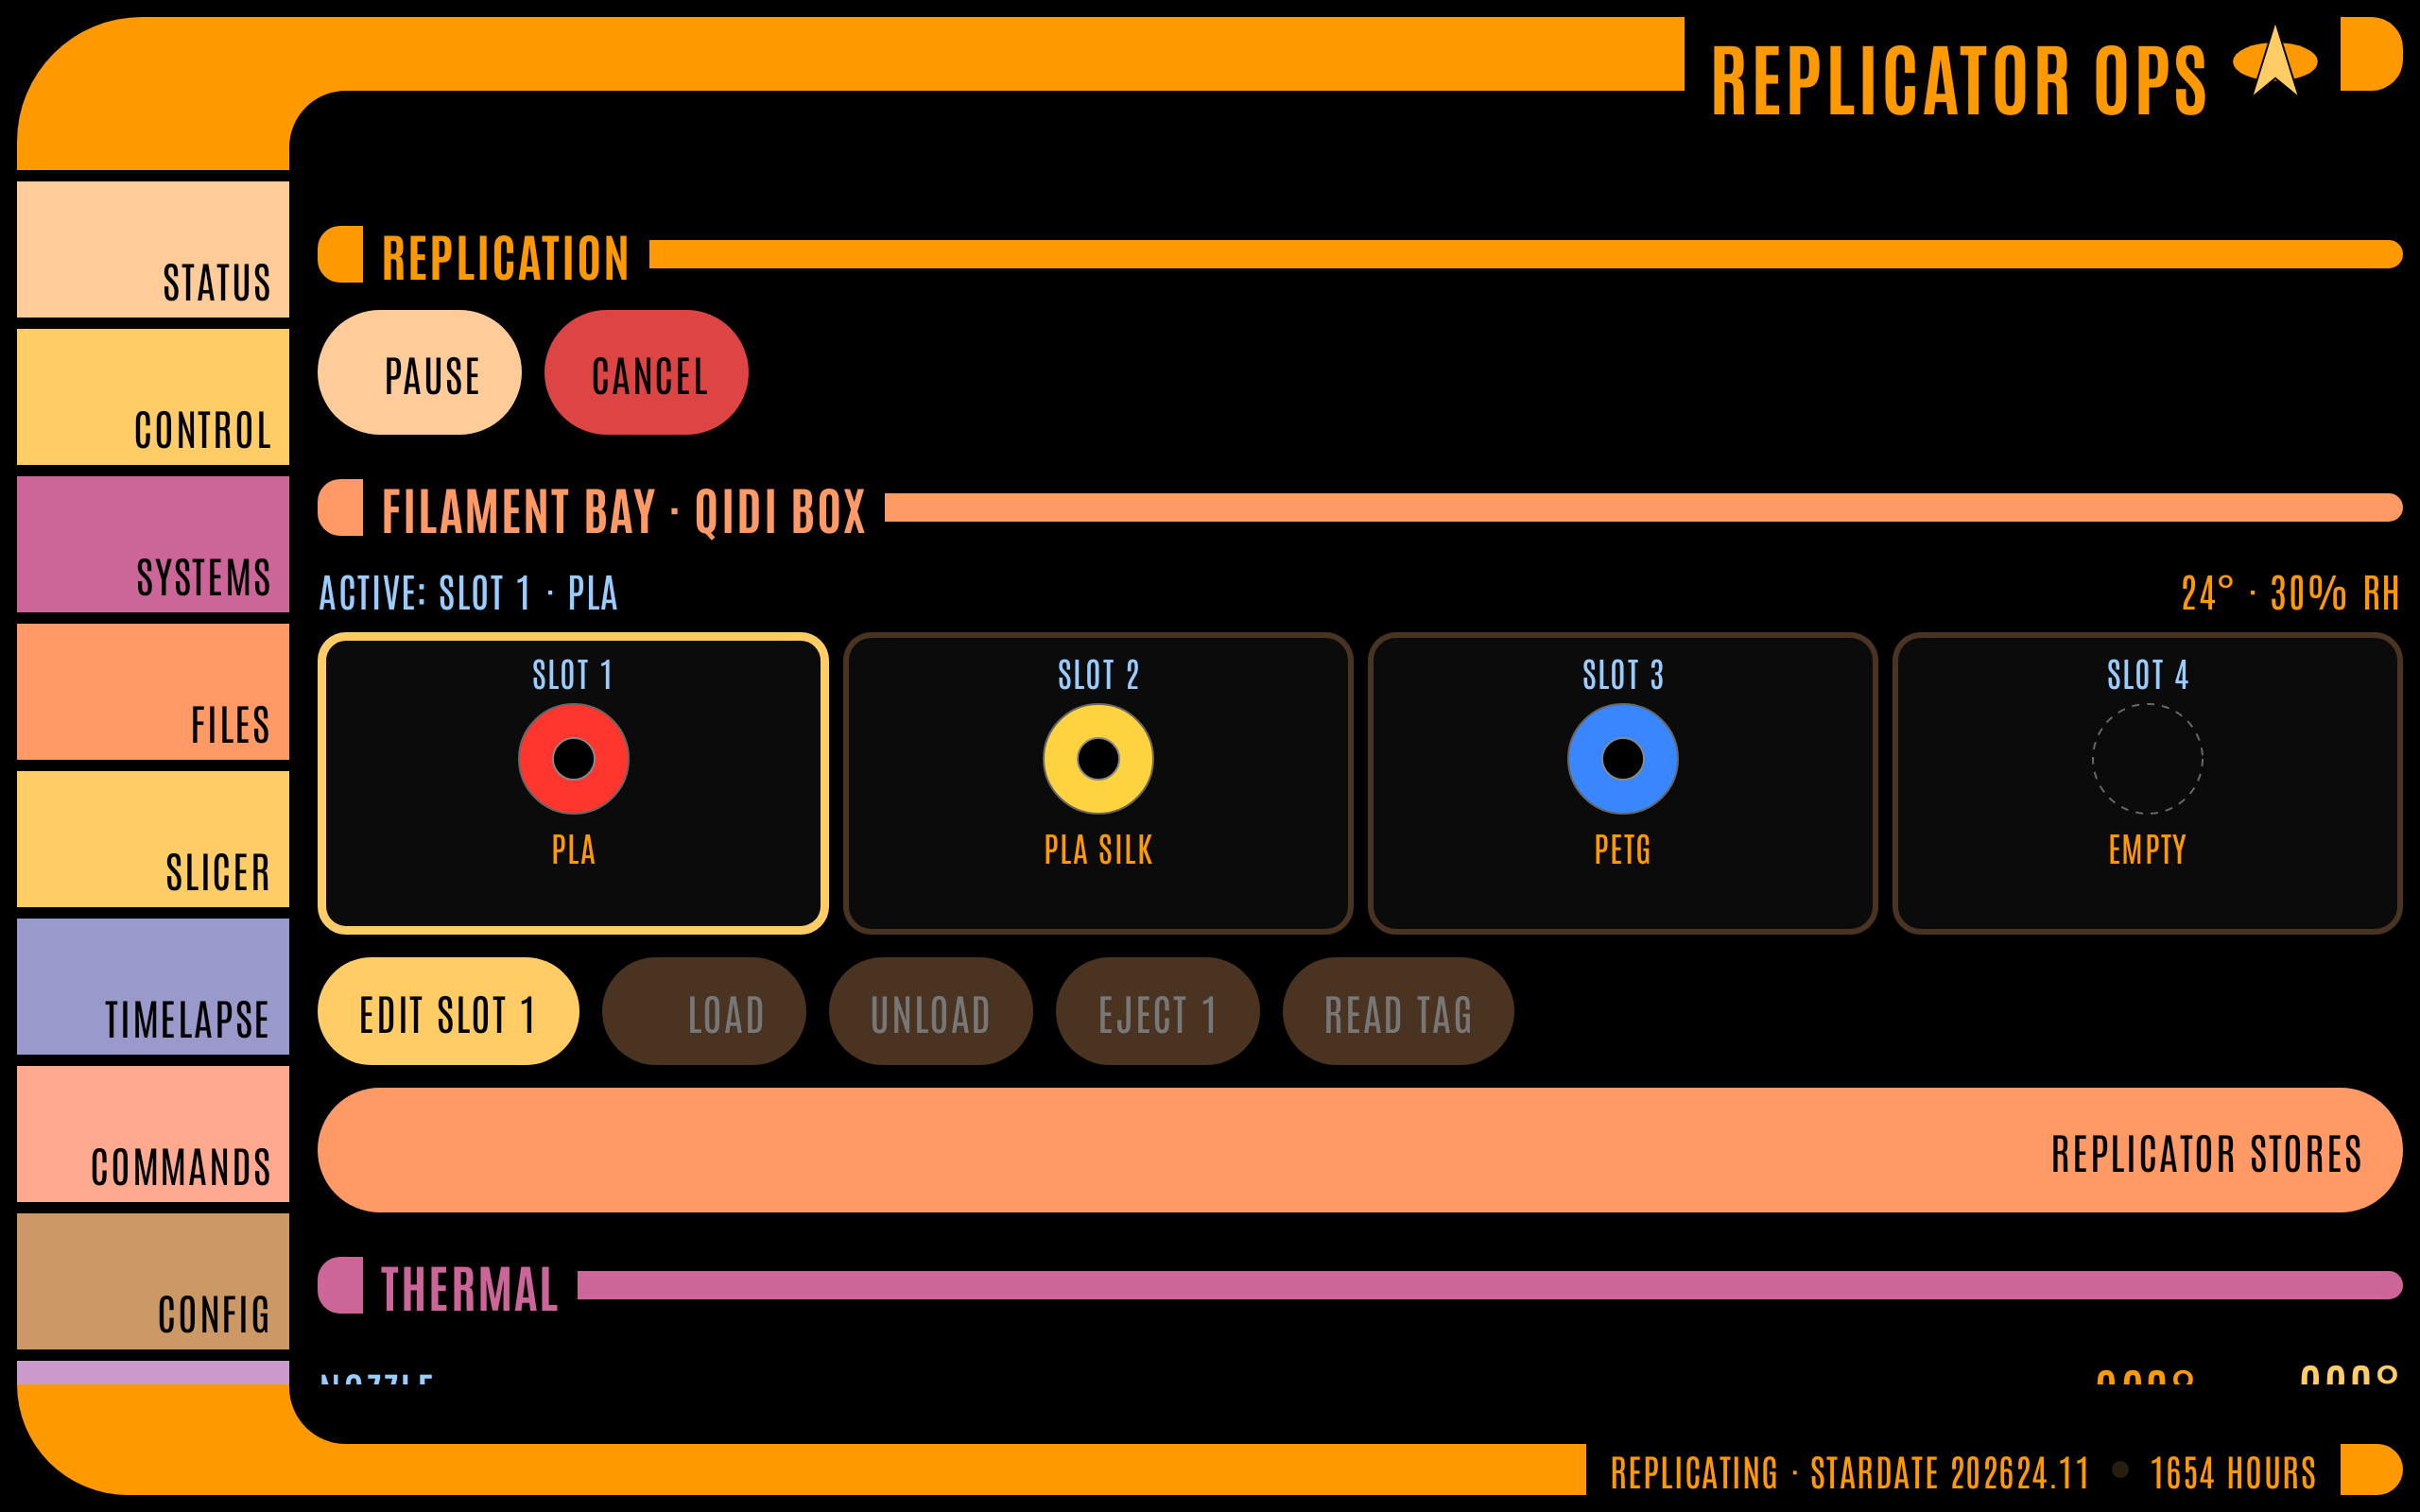 REPLICATOR OPS
STATUS
CONTROL
SYSTEMS
FILES
SLICER
TIMELAPSE
COMMANDS
CONFIG
REPLICATION
PAUSE
CANCEL
FILAMENT BAY · QIDI BOX
ACTIVE: SLOT 1 · PLA
24° · 30% RH
SLOT 1
PLA
SLOT 2
PLA SILK
SLOT 3
PETG
SLOT 4
EMPTY
EDIT SLOT 1
LOAD
UNLOAD
EJECT 1
READ TAG
REPLICATOR STORES
THERMAL
NOZZLE
REPLICATING · STARDATE 202624.11
1654 HOURS